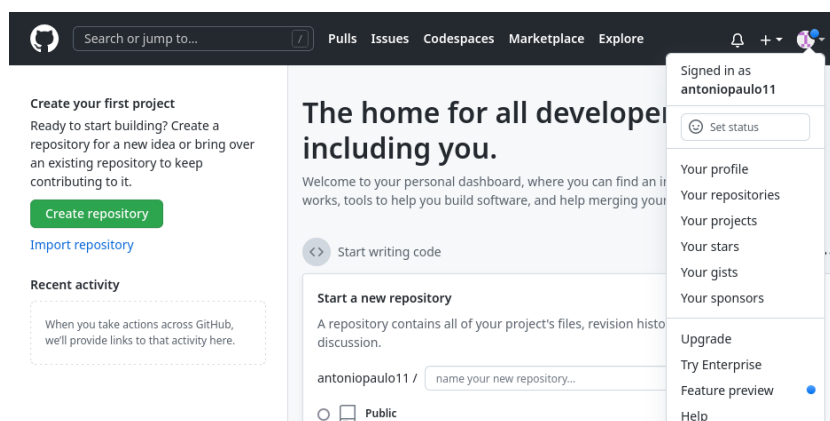 Search or jump to...
/
Pulls Issues Codespaces Marketplace Explore
Create your first project
Ready to start building? Create a
repository for a new idea or bring over
an existing repository to keep
contributing to it.
Create repository
Import repository
Recent activity
When you take actions across GitHub,
we'll provide links to that activity here.
The home for all
including you.
Welcome to your personal dashboard, where you can find an
works, tools to help you build software, and help merging
Start writing code
Start a new repository
A repository contains all of your project's files, revision
discussion.
antoniopaulo11 /
name your new repository...
Public
Signed in as
antoniopaulo11
Set status
Your profile
Your repositories
Your projects
Your stars
Your gists
Your sponsors
Upgrade
Try Enterprise
Feature preview
Help